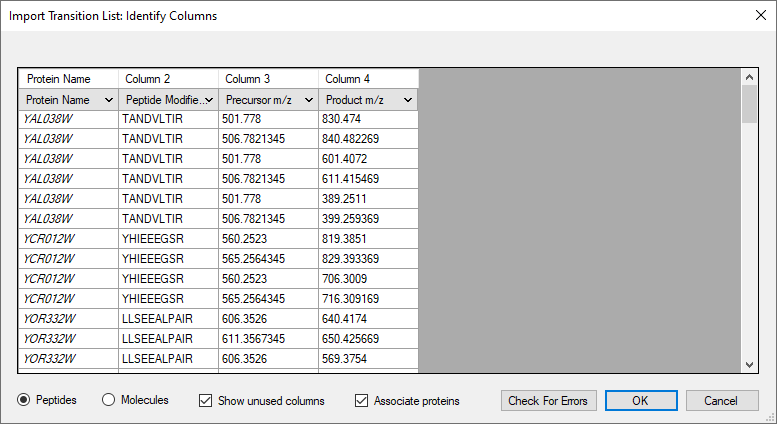 Import Transition List: Identify Columns
Protein Name Column 2 Column 3 Column 4
Protein Name Peptide Modifie... Precursor m/z Product m/z
YAL038W TANDVLTIR 501.778 830.474
YAL038W TANDVLTIR 506.7821345 840.482269
YAL038W TANDVLTIR 501.778 601.4072
YAL038W TANDVLTIR 506.7821345 611.415469
YAL038W TANDVLTIR 501.778 389.2511
YAL038W TANDVLTIR 506.7821345 399.259369
YCR012W YHIEEEGSR 560.2523 819.3851
YCR012W YHIEEEGSR 565.2564345 829.393369
YCR012W YHIEEEGSR 560.2523 706.3009
YCR012W YHIEEEGSR 565.2564345 716.309169
YOR332W LLSEEALPAIR 606.3526 640.4174
YOR332W LLSEEALPAIR 611.3567345 650.425669
YOR332W LLSEEALPAIR 606.3526 569.3754
Peptides Molecules Show unused columns Associate proteins Check For Errors OK Cancel